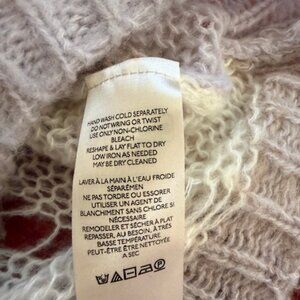 HAND WASH COLD SEPARATELY
DO NOT WRING OR TWIST
USE ONLY NON-CHLORINE
BLEACH
RESHAPE & LAY FLAT TO DRY
LOW IRON AS NEEDED
MAY BE DRY CLEANED
LAVER À LA MAIN À L'EAU FROIDE
SÉPARÉMEN
NE PAS TORDRE OU ESSORER
UTILISER UN AGENT DE
BLANCHIMENT SANS CHLORE SI
NÉCESSAIRE
REMODELER ET SÉCHER À PLAT
REPASSER, AU BESOIN, À TRÈS
BASSE TEMPÉRATURE
PEUT-ÊTRE ÊTRE NETTOYÉE
A SEC